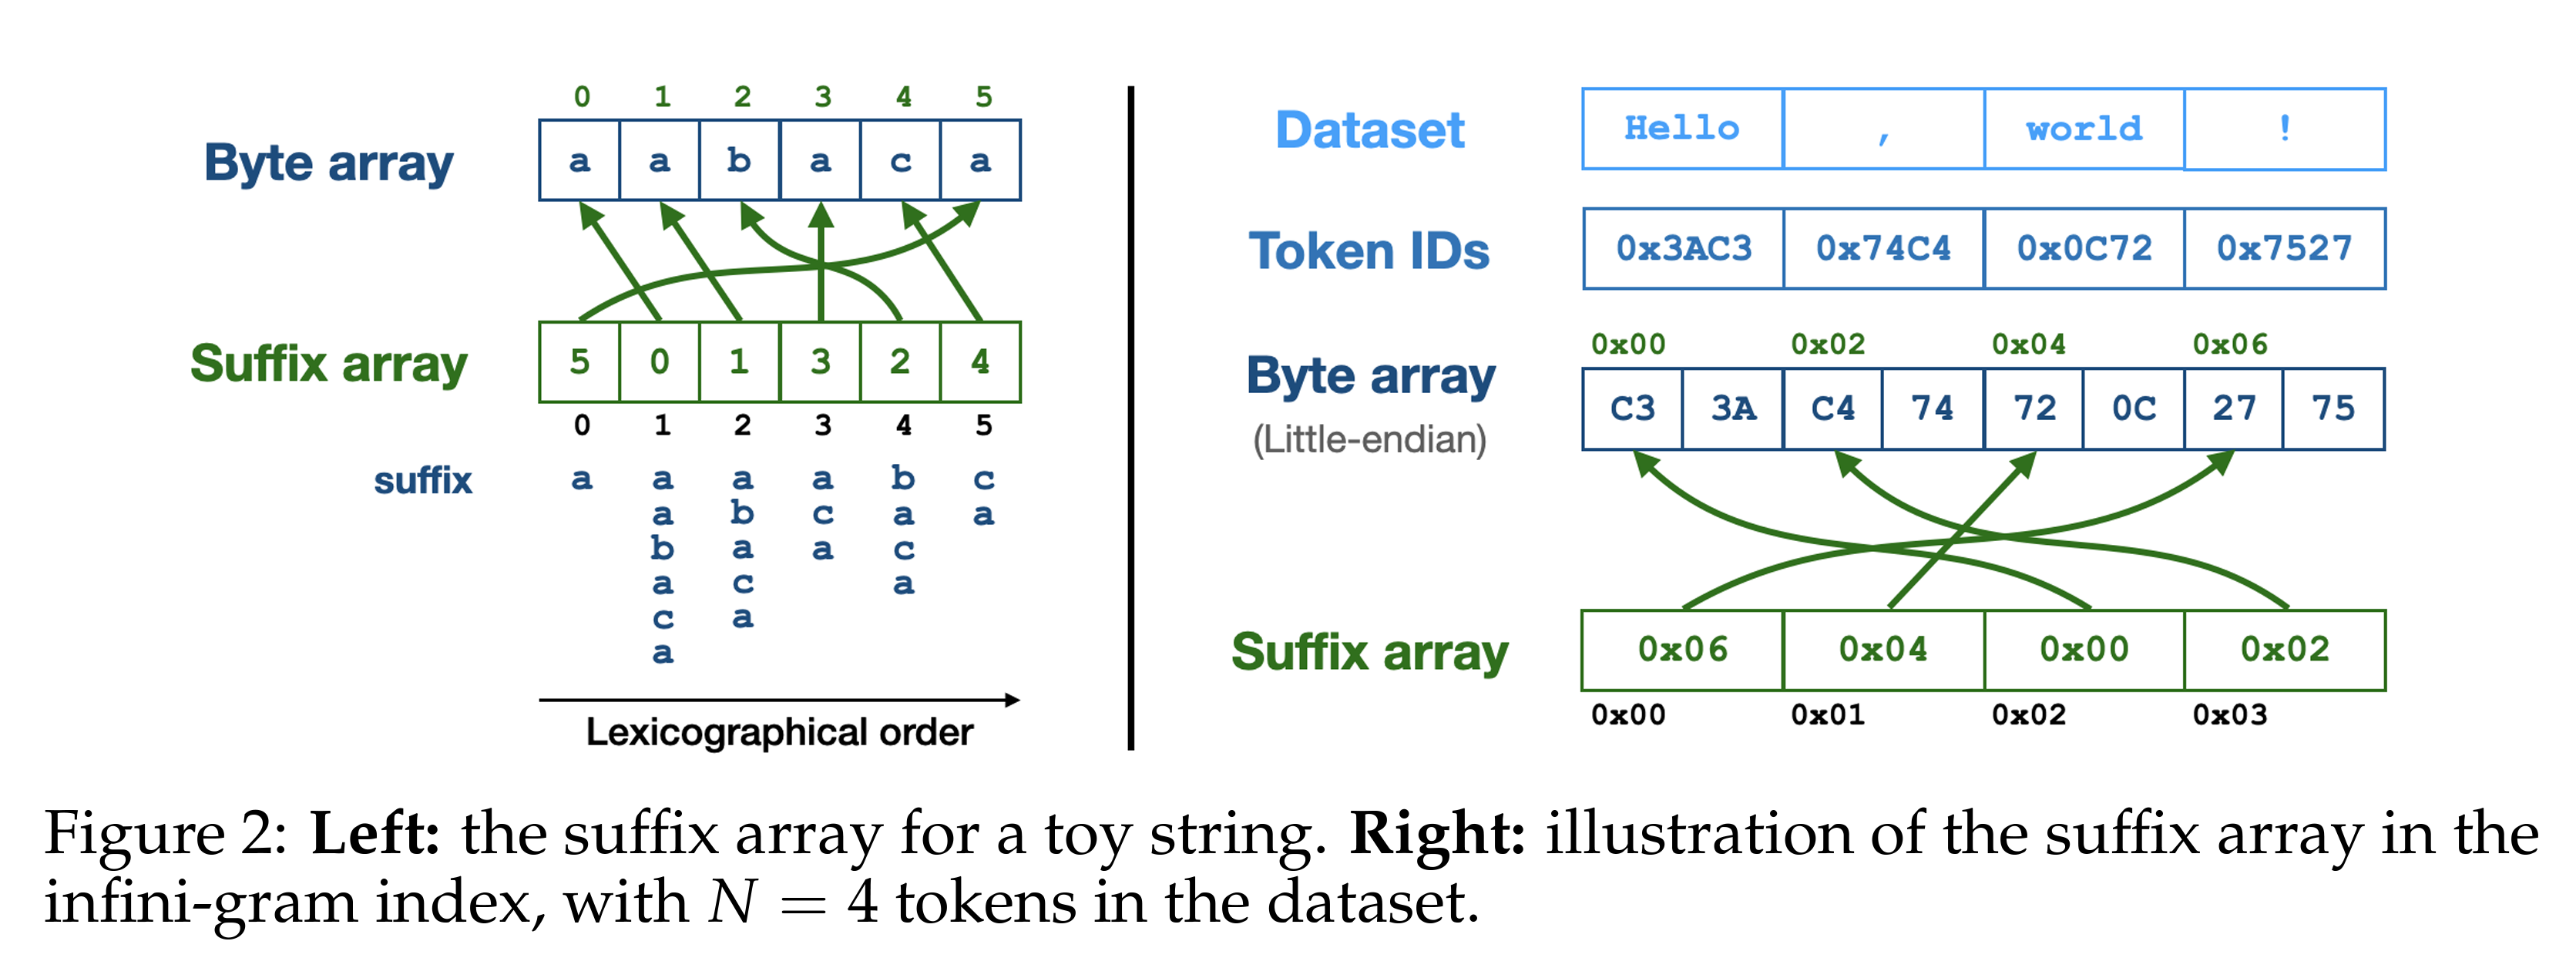 0 1 2 3 4 5
Byte array a a b a c a
Suffix array 5 0 1 3 2 4
0 1 2 3 4 5
suffix a a a a b c
a b c a a
b a a c
a c a
c a
a
Lexicographical order
Dataset Hello , world !
Token IDs 0x3AC3 0x74C4 0x0C72 0x7527
0x00 0x02 0x04 0x06
Byte array C3 3A C4 74 72 0C 27 75
(Little-endian)
Suffix array 0x06 0x04 0x00 0x02
0x00 0x01 0x02 0x03
Figure 2: Left: the suffix array for a toy string. Right: illustration of the suffix array in the
infini-gram index, with N = 4 tokens in the dataset.